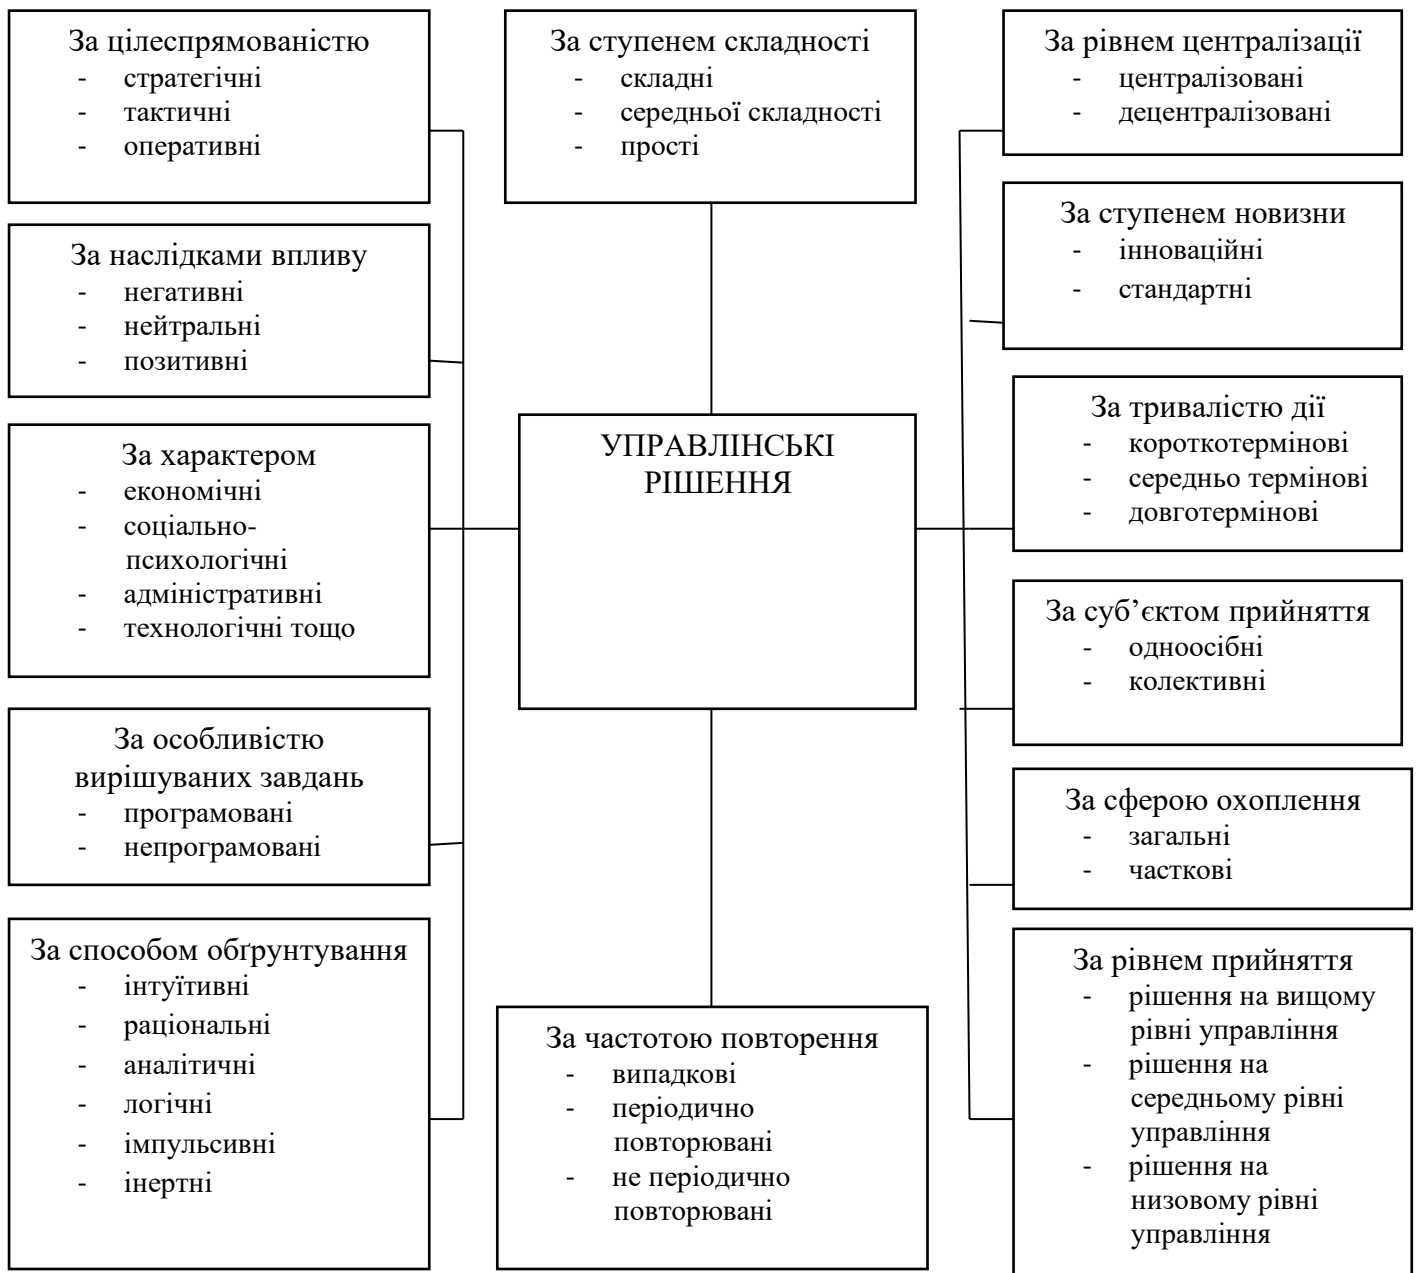 За цілеспрямованістю
- стратегічні
- тактичні
- оперативні
За наслідками впливу
- негативні
- нейтральні
- позитивні
За характером
- економічні
- соціально-
психологічні
- адміністративні
- технологічні тощо
За особливістю
вирішуваних завдань
- програмовані
- непрограмовані
За способом обґрунтування
- інтуїтивні
- раціональні
- аналітичні
- логічні
- імпульсивні
- інертні
За ступенем складності
- складні
- середньої складності
- прості
УПРАВЛІНСЬКІ
РІШЕННЯ
За частотою повторення
- випадкові
- періодично
повторювані
- не періодично
повторювані
За рівнем централізації
- централізовані
- децентралізовані
За ступенем новизни
- інноваційні
- стандартні
За тривалістю дії
- короткотермінові
- середньо термінові
- довготермінові
За суб’єктом прийняття
- одноосібні
- колективні
За сферою охоплення
- загальні
- часткові
За рівнем прийняття
- рішення на вищому
рівні управління
- рішення на
середньому рівні
управління
- рішення на
низовому рівні
управління